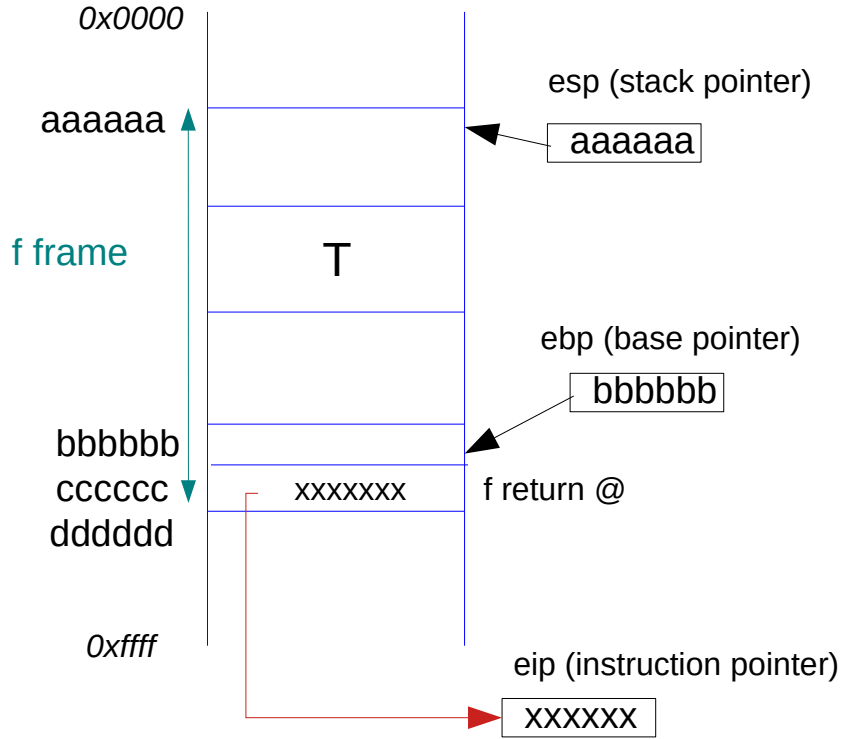 0x0000
esp (stack pointer)
aaaaaa
aaaaaa
f frame
T
ebp (base pointer)
bbbbbb
bbbbbb
cccccc
xxxxxxx
f return @
dddddd
0xffff
eip (instruction pointer)
xxxxxx